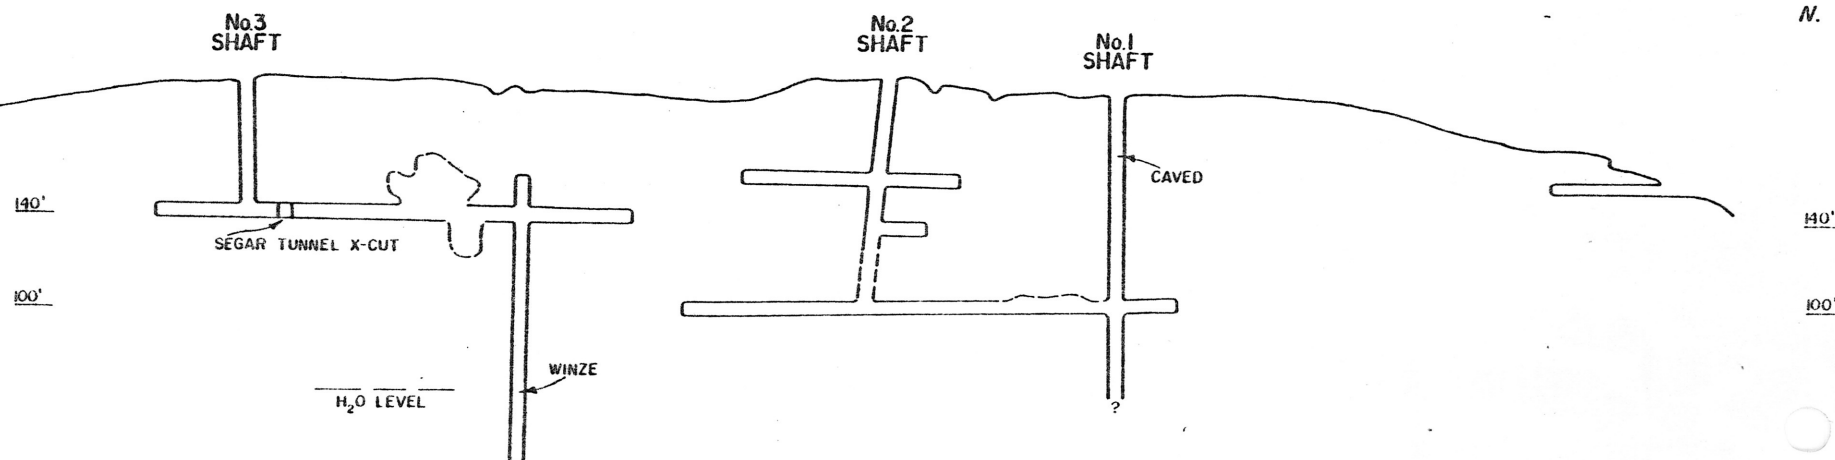 No.3
SHAFT
No.2
SHAFT
No.1
SHAFT
N.
CAVED
140'
SEGAR TUNNEL X-CUT
140'
100'
100'
WINZE
H₂O LEVEL
?